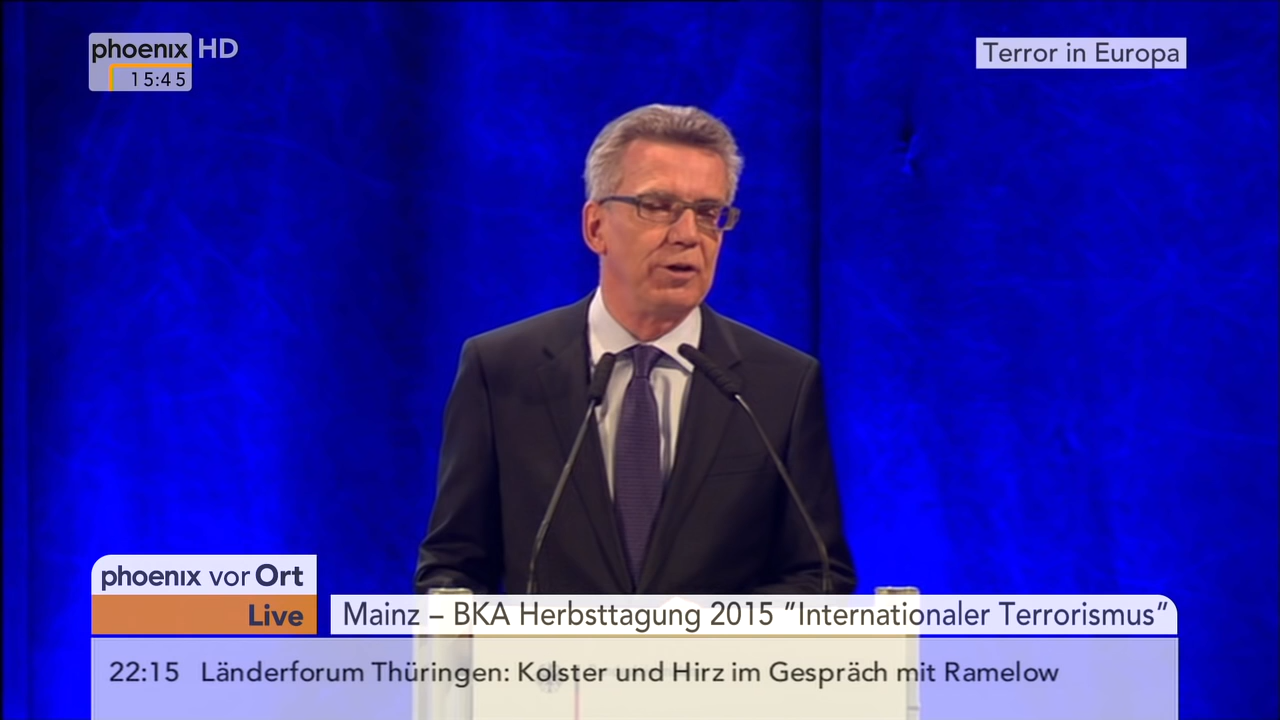 phoenix HD
15:45
Terror in Europa
phoenix vor Ort
Live
Mainz – BKA Herbsttagung 2015 "Internationaler Terrorismus"
22:15 Länderforum Thüringen: Kolster und Hirz im Gespräch mit Ramelow